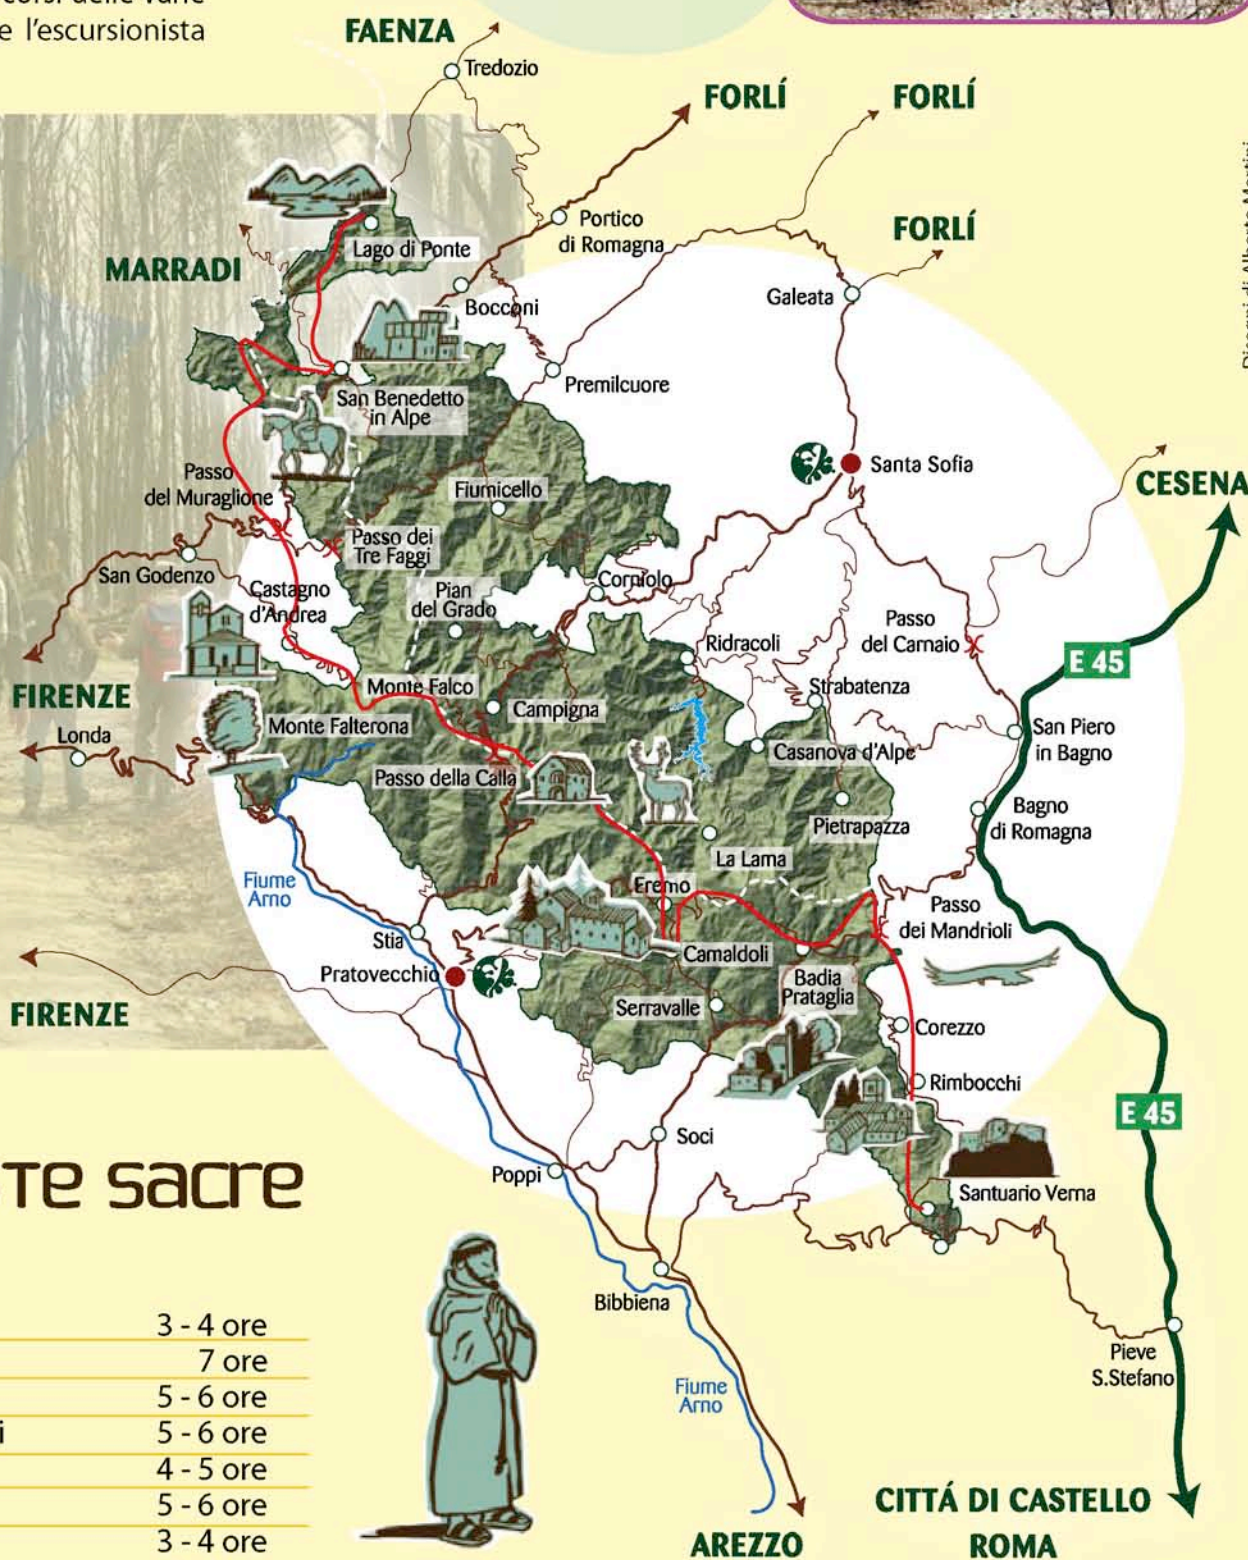 e l'escursionista
FAENZA
Tredozio
FORLÍ
FORLÍ
Portico
di Romagna
FORLÍ
Lago di Ponte
MARRADI
Galeata
Bocconi
Premilcuore
San Benedetto
in Alpe
Santa Sofia
Passo
del Muraglione
CESENA
Fiumicello
Passo dei
Tre Faggi
San Godenzo
Castagno
d'Andrea
Corniolo
Pian
del Grado
Passo
del Carnaio
Ridracoli
E 45
FIRENZE
Monte Falco
Strabatenza
Campigna
Monte Falterona
Londa
San Piero
in Bagno
Casanova d'Alpe
Passo della Calla
Bagno
di Romagna
Pietrapazza
La Lama
Fiume
Arno
Eremo
Passo
dei Mandrioli
Stia
Camaldoli
Pratovecchio
Badia
Prataglia
Serravalle
FIRENZE
Corezzo
Rimbocchi
E 45
Soci
Poppi
TE sacre
Santuario Verna
Bibbiena
3 - 4 ore
7 ore
Pieve
S.Stefano
5 - 6 ore
Fiume
Arno
i
5 - 6 ore
4 - 5 ore
5 - 6 ore
3 - 4 ore
CITTÁ DI CASTELLO
ROMA
AREZZO